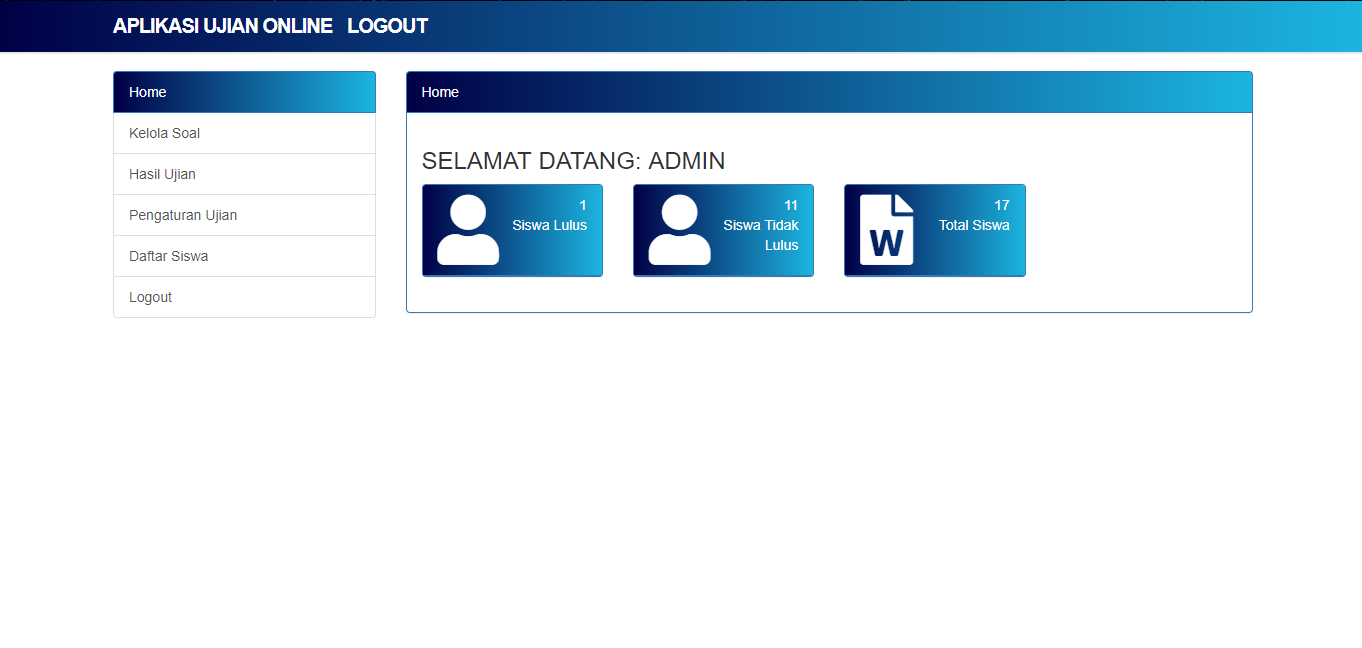 APLIKASI UJIAN ONLINE LOGOUT
Home
Kelola Soal
Hasil Ujian
Pengaturan Ujian
Daftar Siswa
Logout
Home
SELAMAT DATANG: ADMIN
1
Siswa Lulus
11
Siswa Tidak
Lulus
W
17
Total Siswa